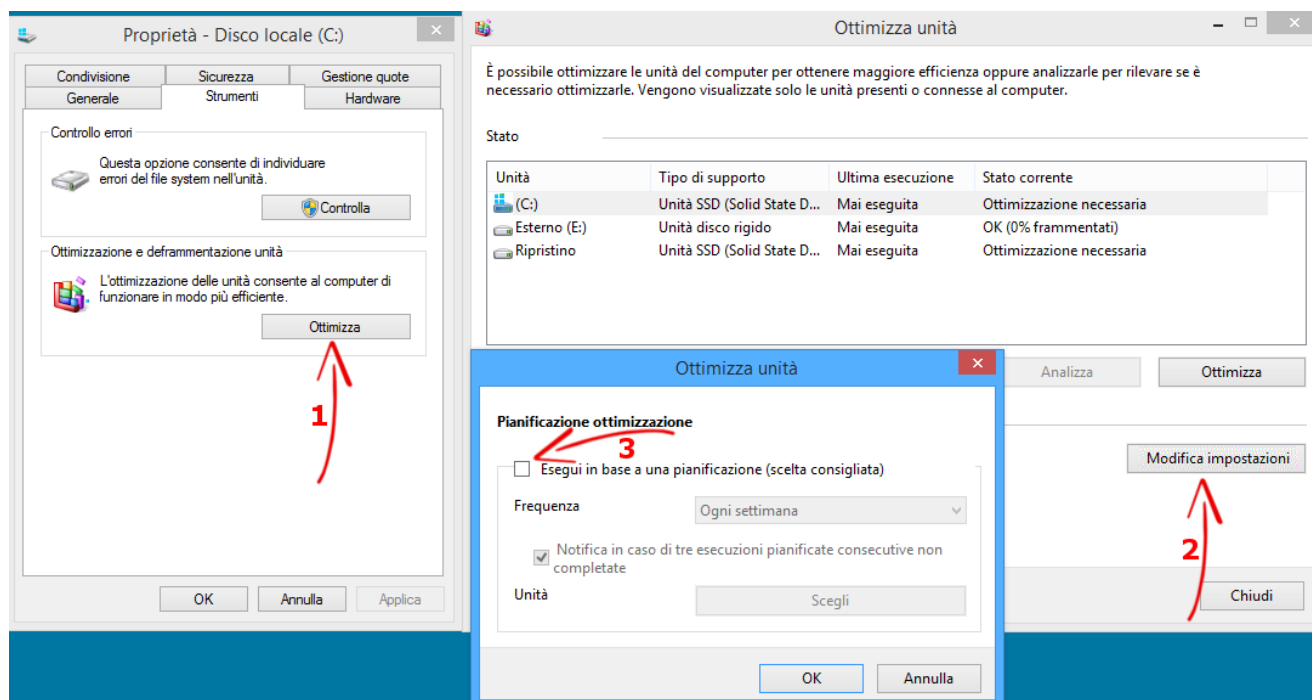 Proprietà - Disco locale (C:)
Condivisione
Sicurezza
Gestione quote
Generale
Strumenti
Hardware
Controllo errori
Questa opzione consente di individuare
errori del file system nell'unità.
Controlla
Ottimizzazione e deframmentazione unità
L'ottimizzazione delle unità consente al computer di
funzionare in modo più efficiente.
Ottimizza
1
OK
Annulla
Applica
Ottimizza unità
È possibile ottimizzare le unità del computer per ottenere maggiore efficienza oppure analizzarle per rilevare se è
necessario ottimizzarle. Vengono visualizzate solo le unità presenti o connesse al computer.
Stato
Unità Tipo di supporto Ultima esecuzione Stato corrente
(C:) Unità SSD (Solid State D... Mai eseguita Ottimizzazione necessaria
Esterno (E:) Unità disco rigido Mai eseguita OK (0% frammentati)
Ripristino Unità SSD (Solid State D... Mai eseguita Ottimizzazione necessaria
Analizza
Ottimizza
Modifica impostazioni
2
Chiudi
Ottimizza unità
Pianificazione ottimizzazione
3
Esegui in base a una pianificazione (scelta consigliata)
Frequenza
Ogni settimana
Notifica in caso di tre esecuzioni pianificate consecutive non
completate
Unità
Scegli
OK
Annulla